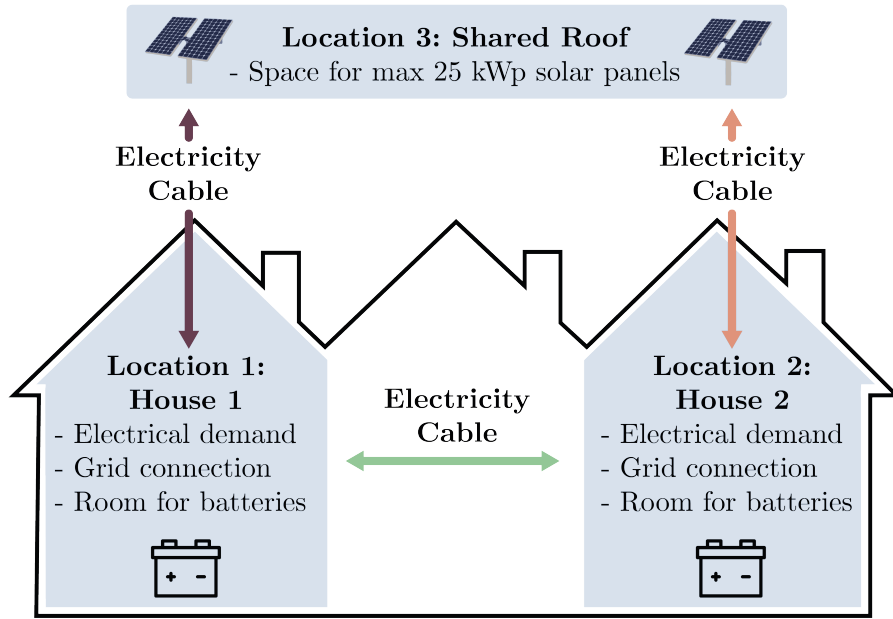 Location 3: Shared Roof
- Space for max 25 kWp solar panels
Electricity
Cable
Electricity
Cable
Location 1:
House 1
- Electrical demand
- Grid connection
- Room for batteries
Electricity
Cable
Location 2:
House 2
- Electrical demand
- Grid connection
- Room for batteries